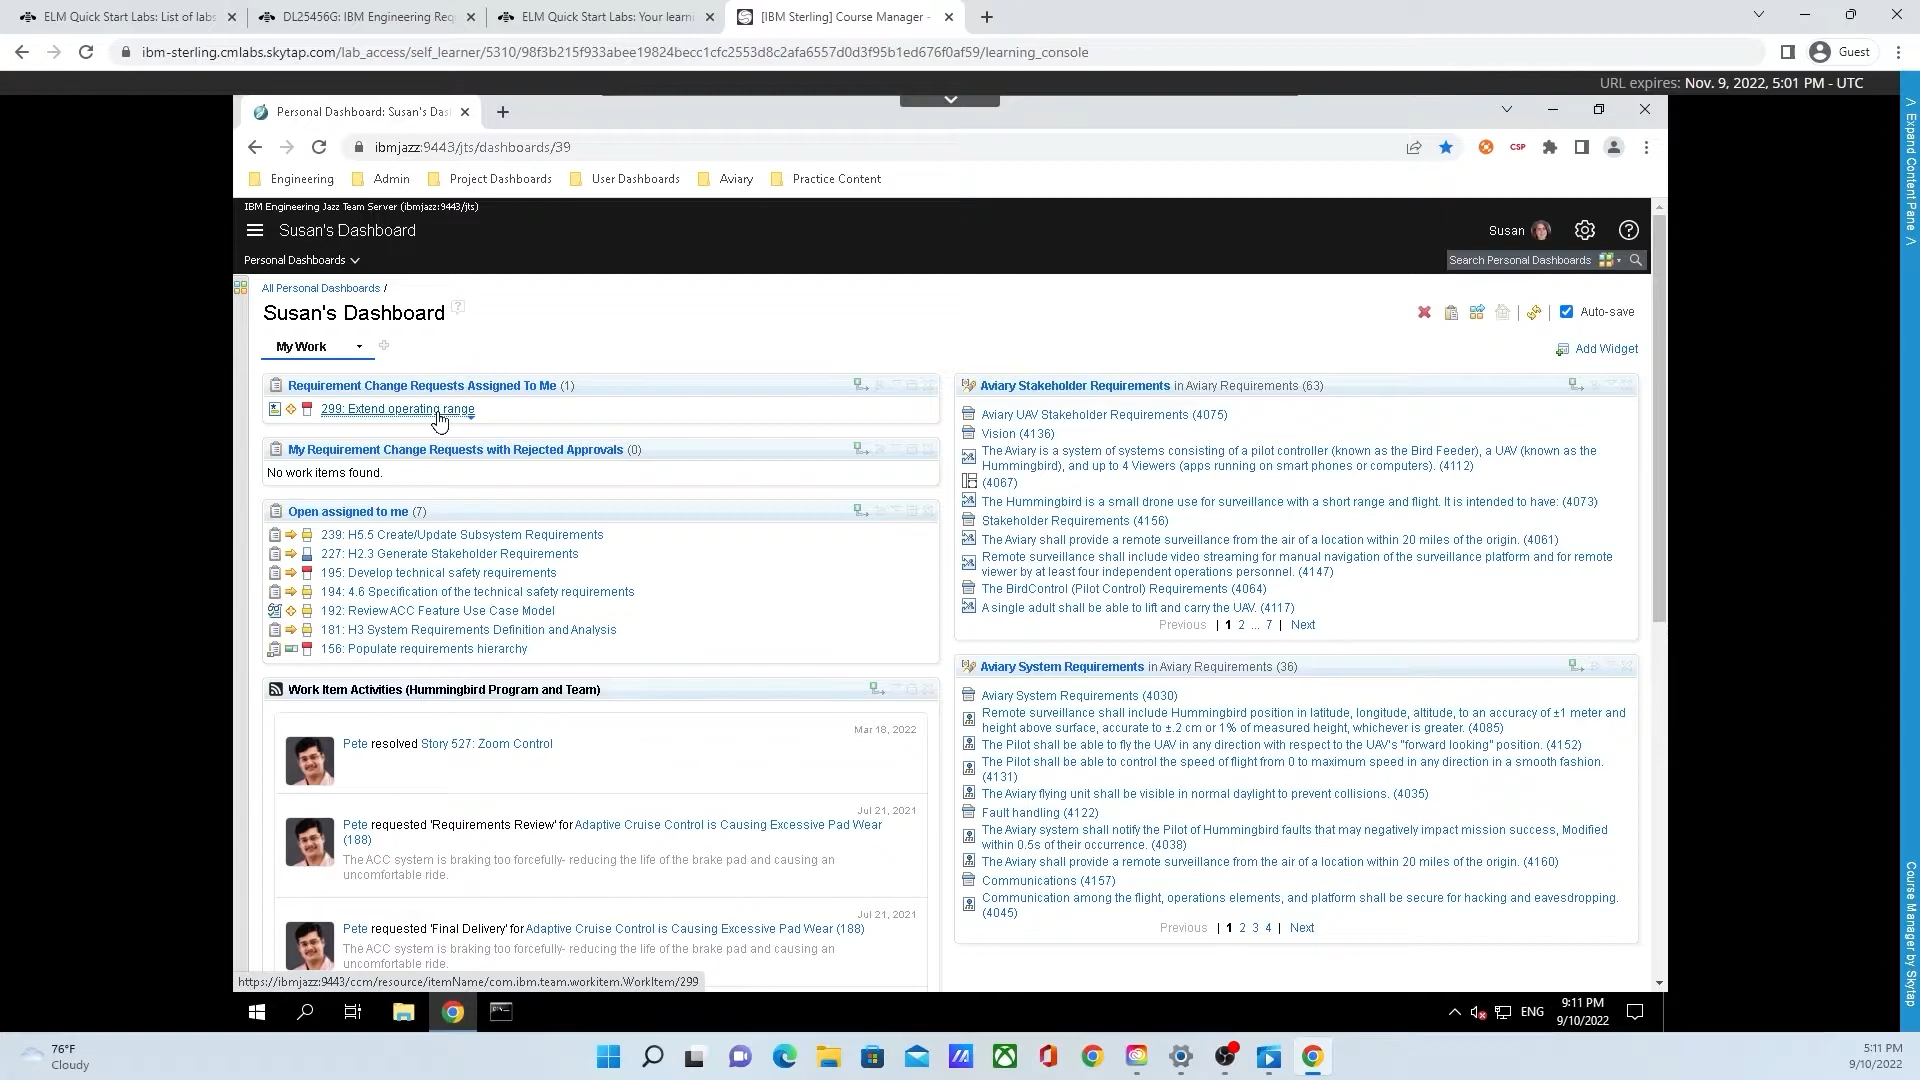 ELM Quick Start Labs: List of labs
DL25456G: IBM Engineering Req
ELM Quick Start Labs: Your learni
[IBM Sterling] Course Manager -
ibm-sterling.cmlabs.skytap.com/lab_access/self_learner/5310/98f3b215f933abee19824becc1cfc2553d8c2afa6557d0d3f95b1ed676f0af59/learning_console
Guest
URL expires: Nov. 9, 2022, 5:01 PM - UTC
Personal Dashboard: Susan's Das
ibmjazz:9443/jts/dashboards/39
CSP
Engineering
Admin
Project Dashboards
User Dashboards
Aviary
Practice Content
IBM Engineering Jazz Team Server (ibmjazz:9443/jts)
Susan's Dashboard
Susan
Personal Dashboards
Search Personal Dashboards
All Personal Dashboards /
Susan's Dashboard
Auto-save
My Work
Add Widget
Requirement Change Requests Assigned To Me (1)
299: Extend operating range
My Requirement Change Requests with Rejected Approvals (0)
No work items found.
Open assigned to me (7)
239: H5.5 Create/Update Subsystem Requirements
227: H2.3 Generate Stakeholder Requirements
195: Develop technical safety requirements
194: 4.6 Specification of the technical safety requirements
192: Review ACC Feature Use Case Model
181: H3 System Requirements Definition and Analysis
156: Populate requirements hierarchy
Work Item Activities (Hummingbird Program and Team)
Mar 18, 2022
Pete resolved Story 527: Zoom Control
Jul 21, 2021
Pete requested 'Requirements Review' for Adaptive Cruise Control is Causing Excessive Pad Wear
(188)
The ACC system is braking too forcefully- reducing the life of the brake pad and causing an
uncomfortable ride.
Jul 21, 2021
Pete requested 'Final Delivery' for Adaptive Cruise Control is Causing Excessive Pad Wear (188)
The ACC system is braking too forcefully- reducing the life of the brake pad and causing an
uncomfortable ride.
Aviary Stakeholder Requirements in Aviary Requirements (63)
Aviary UAV Stakeholder Requirements (4075)
Vision (4136)
The Aviary is a system of systems consisting of a pilot controller (known as the Bird Feeder), a UAV (known as the
Hummingbird), and up to 4 Viewers (apps running on smart phones or computers). (4112)
(4067)
The Hummingbird is a small drone use for surveillance with a short range and flight. It is intended to have: (4073)
Stakeholder Requirements (4156)
The Aviary shall provide a remote surveillance from the air of a location within 20 miles of the origin. (4061)
Remote surveillance shall include video streaming for manual navigation of the surveillance platform and for remote
viewer by at least four independent operations personnel. (4147)
The BirdControl (Pilot Control) Requirements (4064)
A single adult shall be able to lift and carry the UAV. (4117)
Previous | 1 2 ... 7 | Next
Aviary System Requirements in Aviary Requirements (36)
Aviary System Requirements (4030)
Remote surveillance shall include Hummingbird position in latitude, longitude, altitude, to an accuracy of ±1 meter and
height above surface, accurate to ±.2 cm or 1% of measured height, whichever is greater. (4085)
The Pilot shall be able to fly the UAV in any direction with respect to the UAV's "forward looking" position. (4152)
The Pilot shall be able to control the speed of flight from 0 to maximum speed in any direction in a smooth fashion.
(4131)
The Aviary flying unit shall be visible in normal daylight to prevent collisions. (4035)
Fault handling (4122)
The Aviary system shall notify the Pilot of Hummingbird faults that may negatively impact mission success, Modified
within 0.5s of their occurrence. (4038)
The Aviary shall provide a remote surveillance from the air of a location within 20 miles of the origin. (4160)
Communications (4157)
Communication among the flight, operations elements, and platform shall be secure for hacking and eavesdropping.
(4045)
Previous | 1 2 3 4 | Next
https://ibmjazz:9443/ccm/resource/itemName/com.ibm.team.workitem.WorkItem/299
ENG
9:11 PM
9/10/2022
76°F
Cloudy
5:11 PM
9/10/2022
Expand Content Pane
Course Manager by Skytap